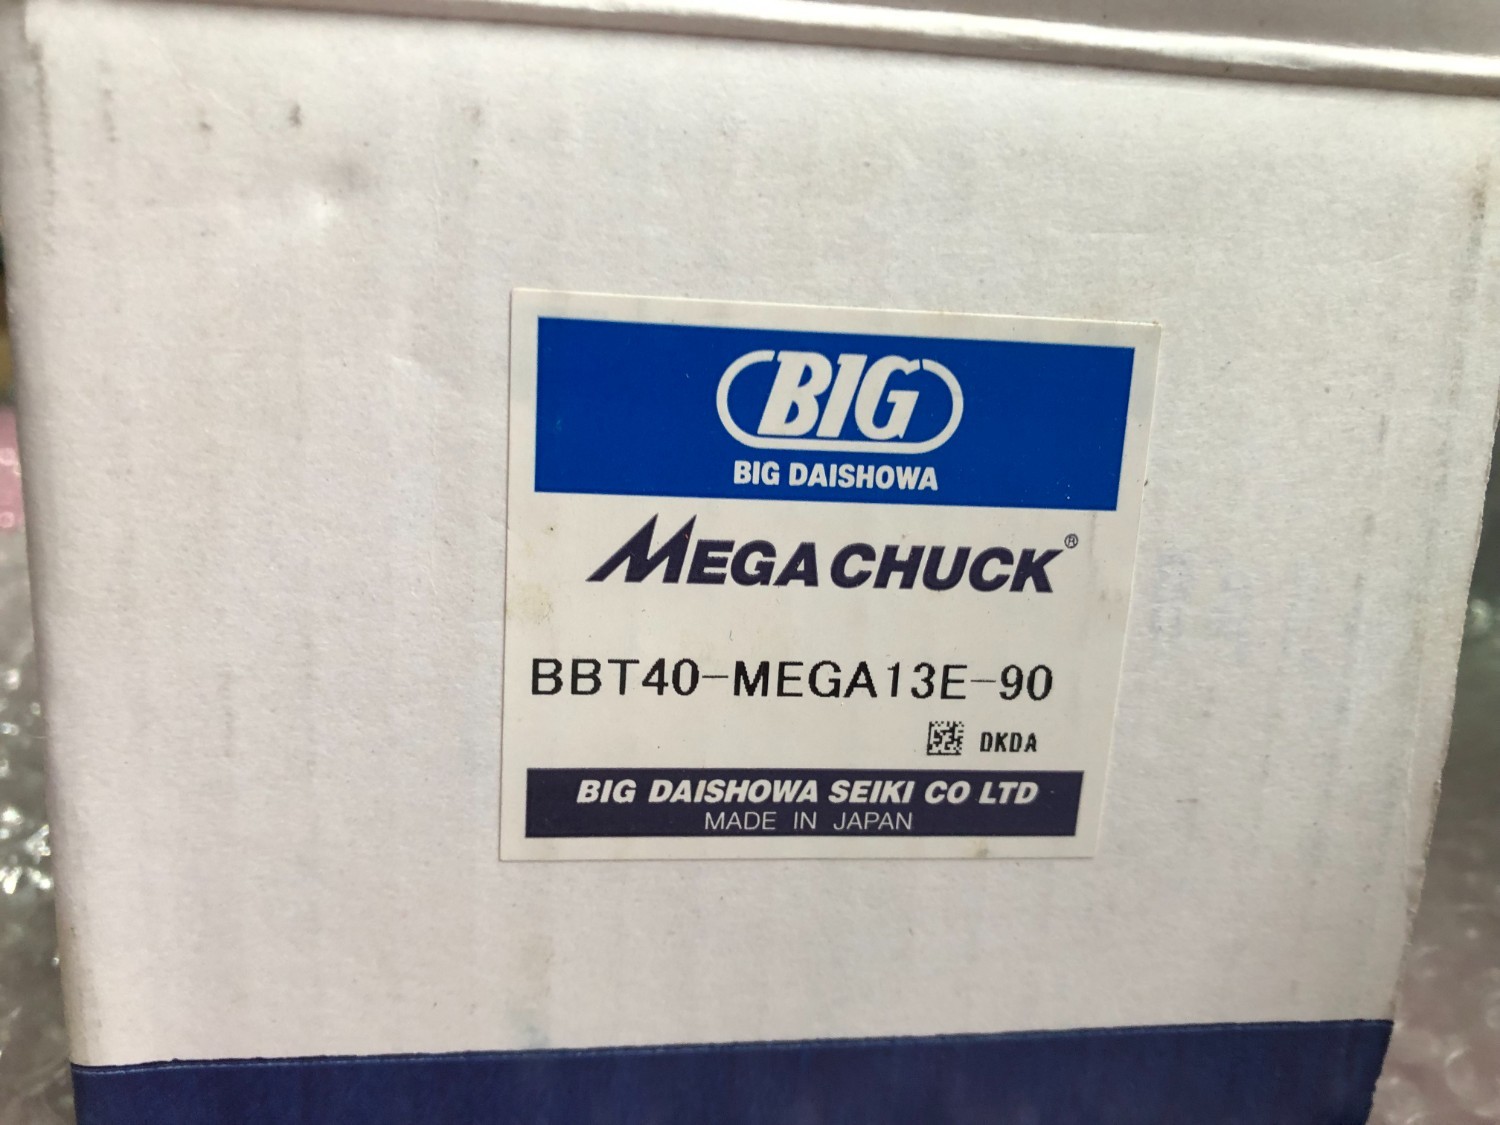 BIG
BIG DAISHOWA
MEGACHUCK®
BBT40-MEGA13E-90
DKDA
BIG DAISHOWA SEIKI CO LTD
MADE IN JAPAN